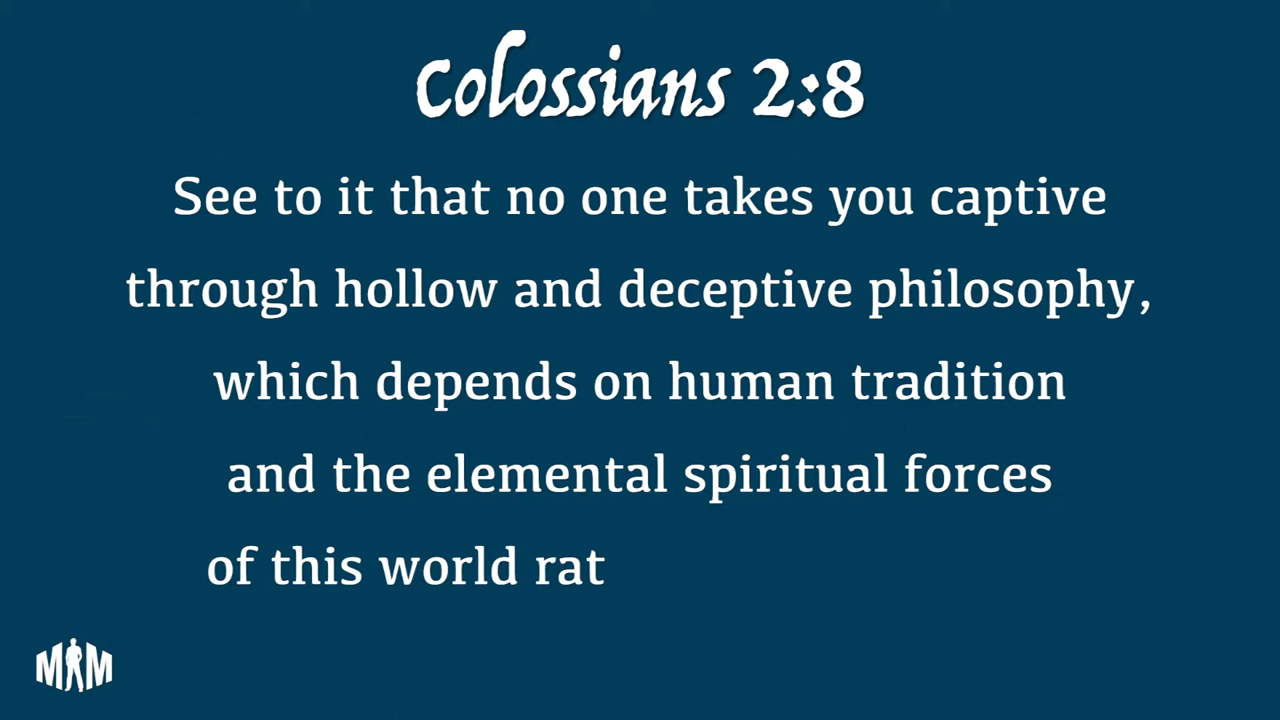 Colossians 2:8
See to it that no one takes you captive
through hollow and deceptive philosophy,
which depends on human tradition
and the elemental spiritual forces
of this world rat
MM